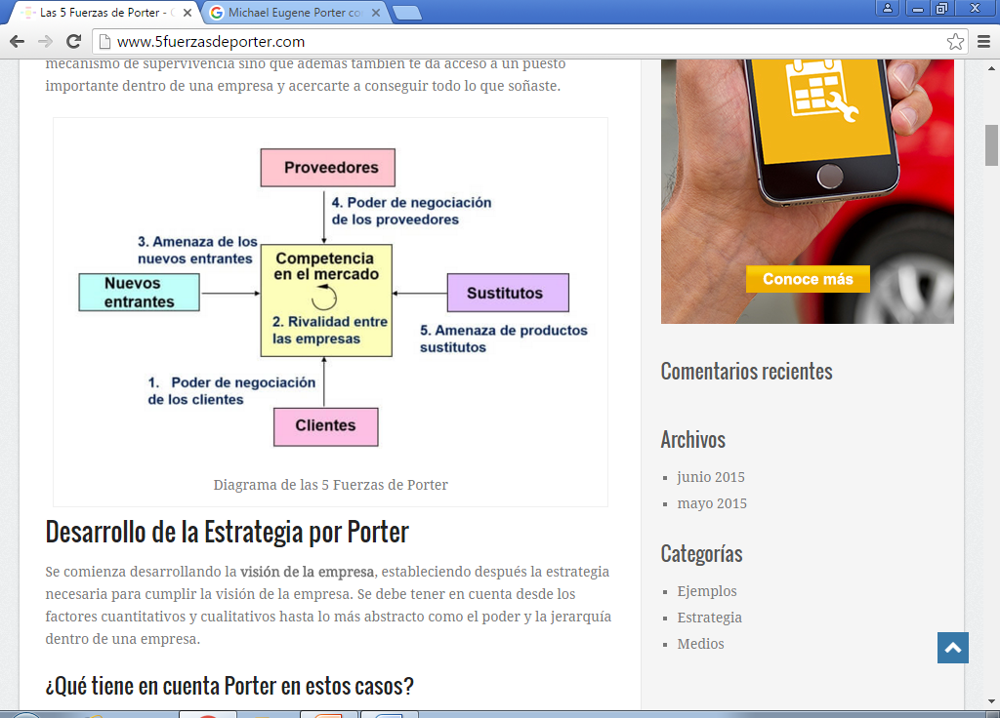 Las 5 Fuerzas de Porter -
Michael Eugene Porter co
www.5fuerzasdeporter.com
mecanismo de supervivencia sino que además también te da acceso a un puesto
importante dentro de una empresa y acercarte a conseguir todo lo que soñaste.
Proveedores
4. Poder de negociación
de los proveedores
3. Amenaza de los
nuevos entrantes
Competencia
en el mercado
Nuevos
entrantes
Sustitutos
2. Rivalidad entre
las empresas
5. Amenaza de productos
sustitutos
1. Poder de negociación
de los clientes
Clientes
Diagrama de las 5 Fuerzas de Porter
Desarrollo de la Estrategia por Porter
Se comienza desarrollando la visión de la empresa, estableciendo después la estrategia
necesaria para cumplir la visión de la empresa. Se debe tener en cuenta desde los
factores cuantitativos y cualitativos hasta lo más abstracto como el poder y la jerarquía
dentro de una empresa.
¿Qué tiene en cuenta Porter en estos casos?
Conoce más
Comentarios recientes
Archivos
junio 2015
mayo 2015
Categorías
Ejemplos
Estrategia
Medios